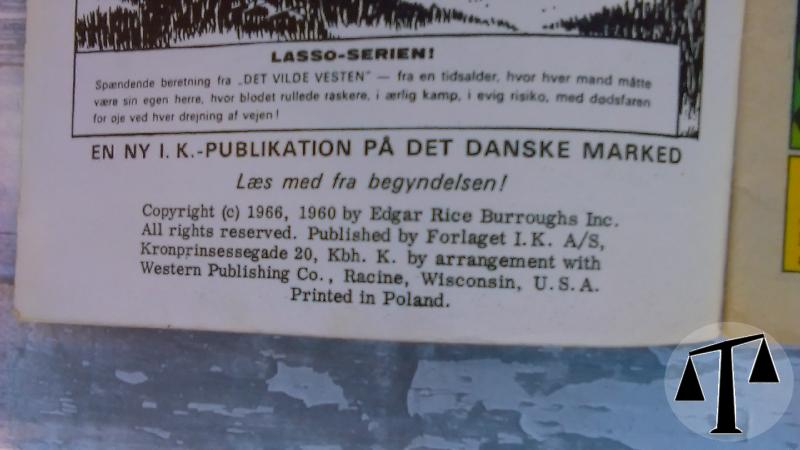 LASSO-SERIEN!
Spændende beretning fra „DET VILDE VESTEN" — fra en tidsalder, hvor hver mand måtte
være sin egen herre, hvor blodet rullede raskere, i ærlig kamp, i evig risiko, med dødsfaren
for øje ved hver drejning af vejen!
EN NY I. K.-PUBLIKATION PÅ DET DANSKE MARKED
Læs med fra begyndelsen!
Copyright (c) 1966, 1960 by Edgar Rice Burroughs Inc.
All rights reserved. Published by Forlaget I.K. A/S,
Kronprinsessegade 20, Kbh. K. by arrangement with
Western Publishing Co., Racine, Wisconsin, U.S.A.
Printed in Poland.